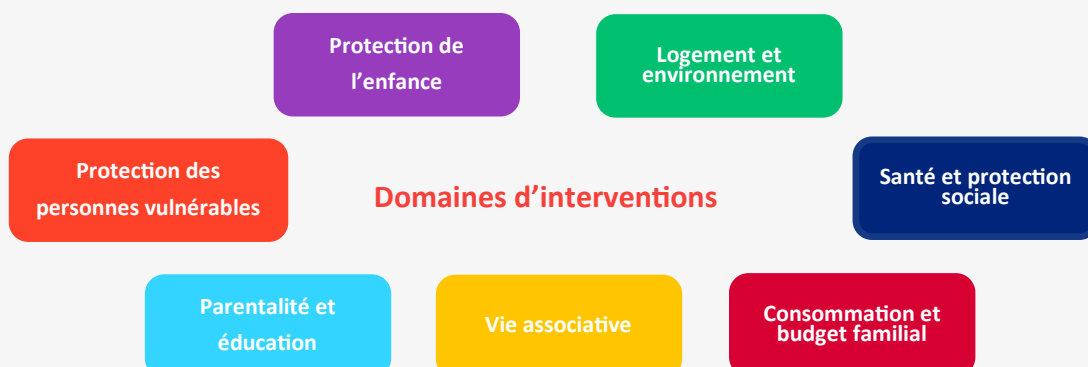 Protection de
l’enfance
Logement et
environnement
Protection des
personnes vulnérables
Domaines d’interventions
Santé et protection
sociale
Parentalité et
éducation
Vie associative
Consommation et
budget familial